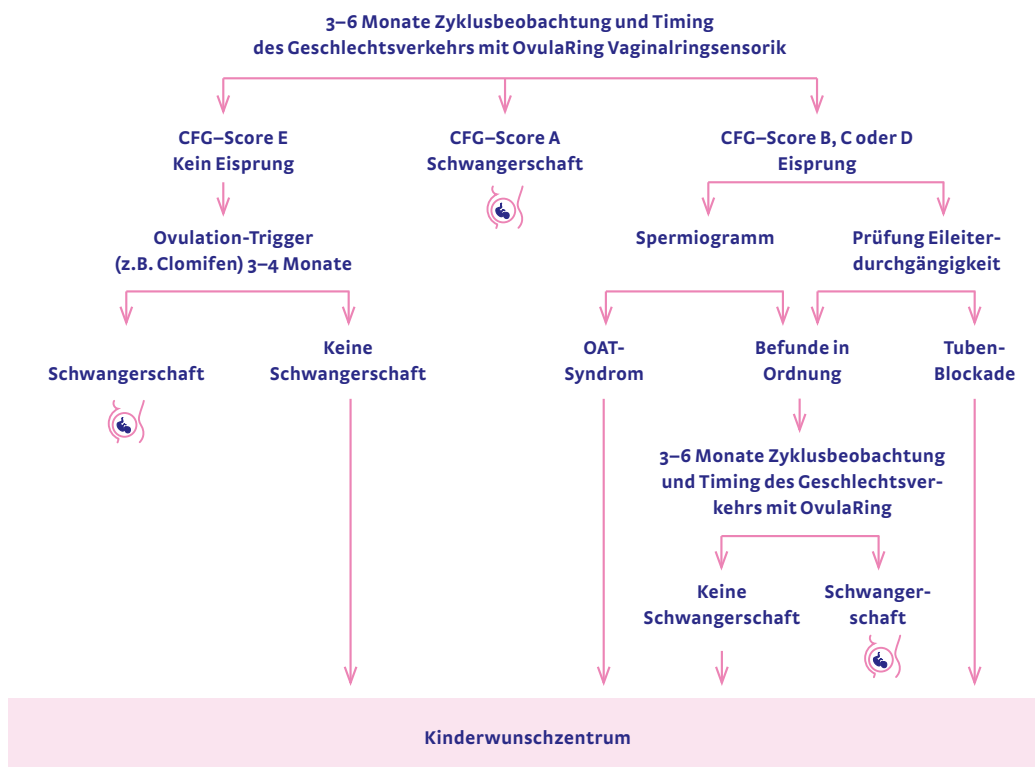 3–6 Monate Zyklusbeobachtung und Timing
des Geschlechtsverkehrs mit OvulaRing Vaginalringsensorik
CFG–Score E
Kein Eisprung
CFG–Score A
Schwangerschaft
CFG–Score B, C oder D
Eisprung
Ovulation-Trigger
(z.B. Clomifen) 3–4 Monate
Spermiogramm
Prüfung Eileiter-
durchgängigkeit
Schwangerschaft
Keine
Schwangerschaft
OAT-
Syndrom
Befunde in
Ordnung
Tuben-
Blockade
3–6 Monate Zyklusbeobachtung
und Timing des Geschlechtsver-
kehrs mit OvulaRing
Keine
Schwangerschaft
Schwanger-
schaft
Kinderwunschzentrum